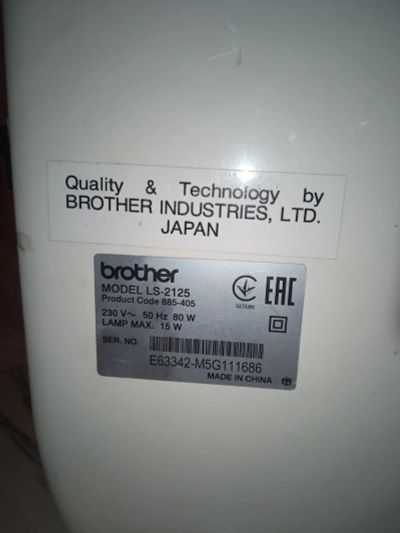 Quality & Technology by
BROTHER INDUSTRIES, LTD.
JAPAN
brother
MODEL LS-2125
Product Code 885-405
230 V~ 50 Hz 80 W
LAMP MAX. 15 W
EAC
SER. NO.
E63342-M5G111686
MADE IN CHINA